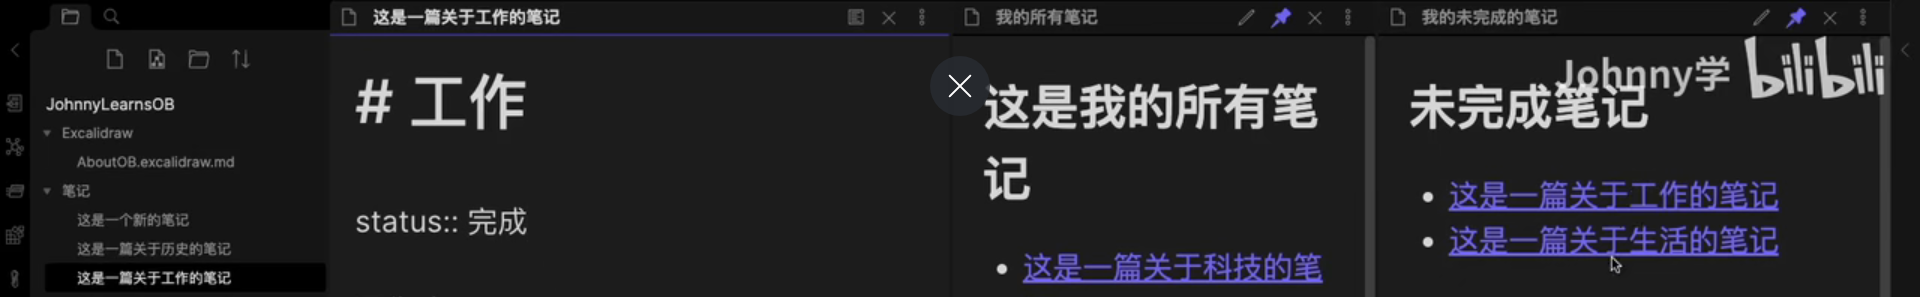 这是一篇关于工作的笔记
我的所有笔记
我的未完成的笔记
JohnnyLearnsOB
Excalidraw
AboutOB.excalidraw.md
笔记
这是一个新的笔记
这是一篇关于历史的笔记
这是一篇关于工作的笔记
# 工作
status:: 完成
这是我的所有笔
记
这是一篇关于科技的笔
Johnny学
bilibili
未完成笔记
这是一篇关于工作的笔记
这是一篇关于生活的笔记